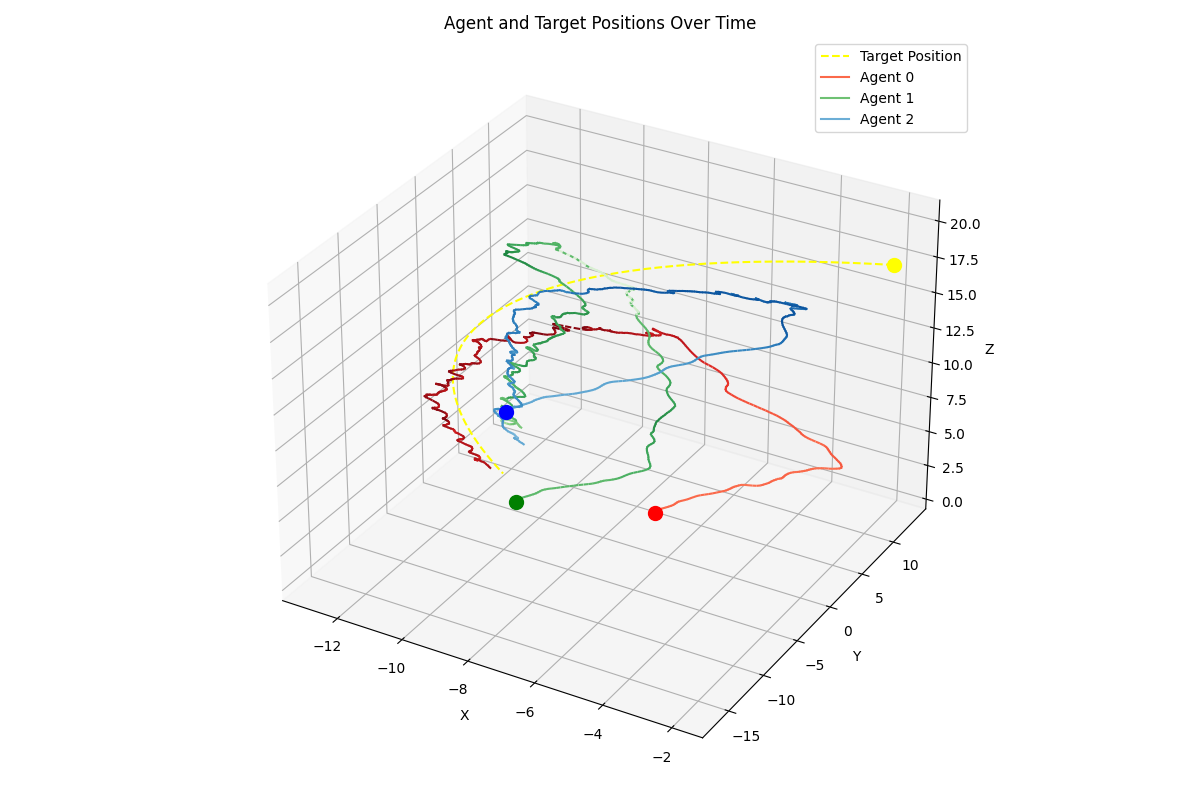 Agent and Target Positions Over Time
Target Position
Agent 0
Agent 1
Agent 2
20.0
17.5
15.0
12.5
10.0
7.5
5.0
2.5
0.0
Z
10
5
0
−5
−10
−15
Y
−12
−10
−8
−6
−4
−2
X